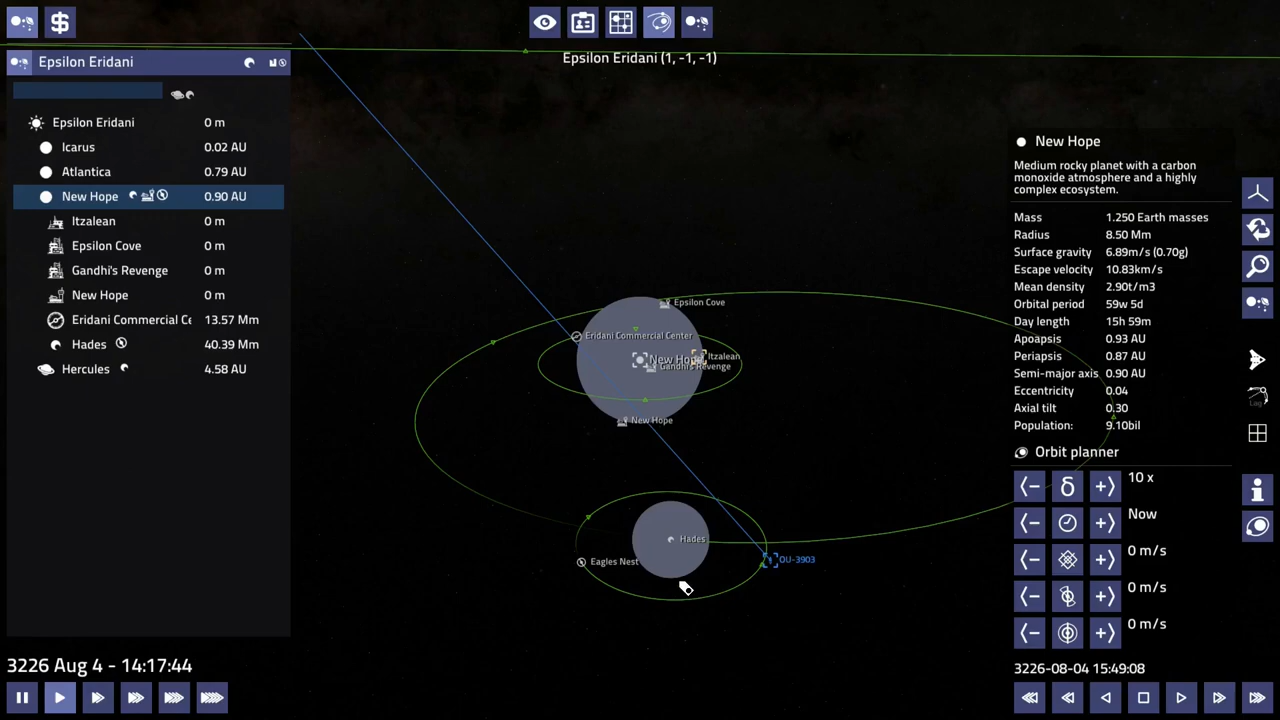 $
Epsilon Eridani (1, -1, -1)
Epsilon Eridani
Epsilon Eridani 0 m
Icarus 0.02 AU
Atlantica 0.79 AU
New Hope 0.90 AU
Itzalean 0 m
Epsilon Cove 0 m
Gandhi's Revenge 0 m
New Hope 0 m
Eridani Commercial Ce 13.57 Mm
Hades 40.39 Mm
Hercules 4.58 AU
3226 Aug 4 - 14:17:44
Epsilon Cove
Eridani Commercial Center
New Hope
Itzalean
Gandhi's Revenge
New Hope
Hades
Eagles Nest
OU-3903
New Hope
Medium rocky planet with a carbon
monoxide atmosphere and a highly
complex ecosystem.
Mass 1.250 Earth masses
Radius 8.50 Mm
Surface gravity 6.89m/s (0.70g)
Escape velocity 10.83km/s
Mean density 2.90t/m3
Orbital period 59w 5d
Day length 15h 59m
Apoapsis 0.93 AU
Periapsis 0.87 AU
Semi-major axis 0.90 AU
Eccentricity 0.04
Axial tilt 0.30
Population: 9.10bil
Orbit planner
⟨− δ +⟩ 10 x
⟨− +⟩ Now
⟨− +⟩ 0 m/s
⟨− +⟩ 0 m/s
⟨− +⟩ 0 m/s
3226-08-04 15:49:08
Lag